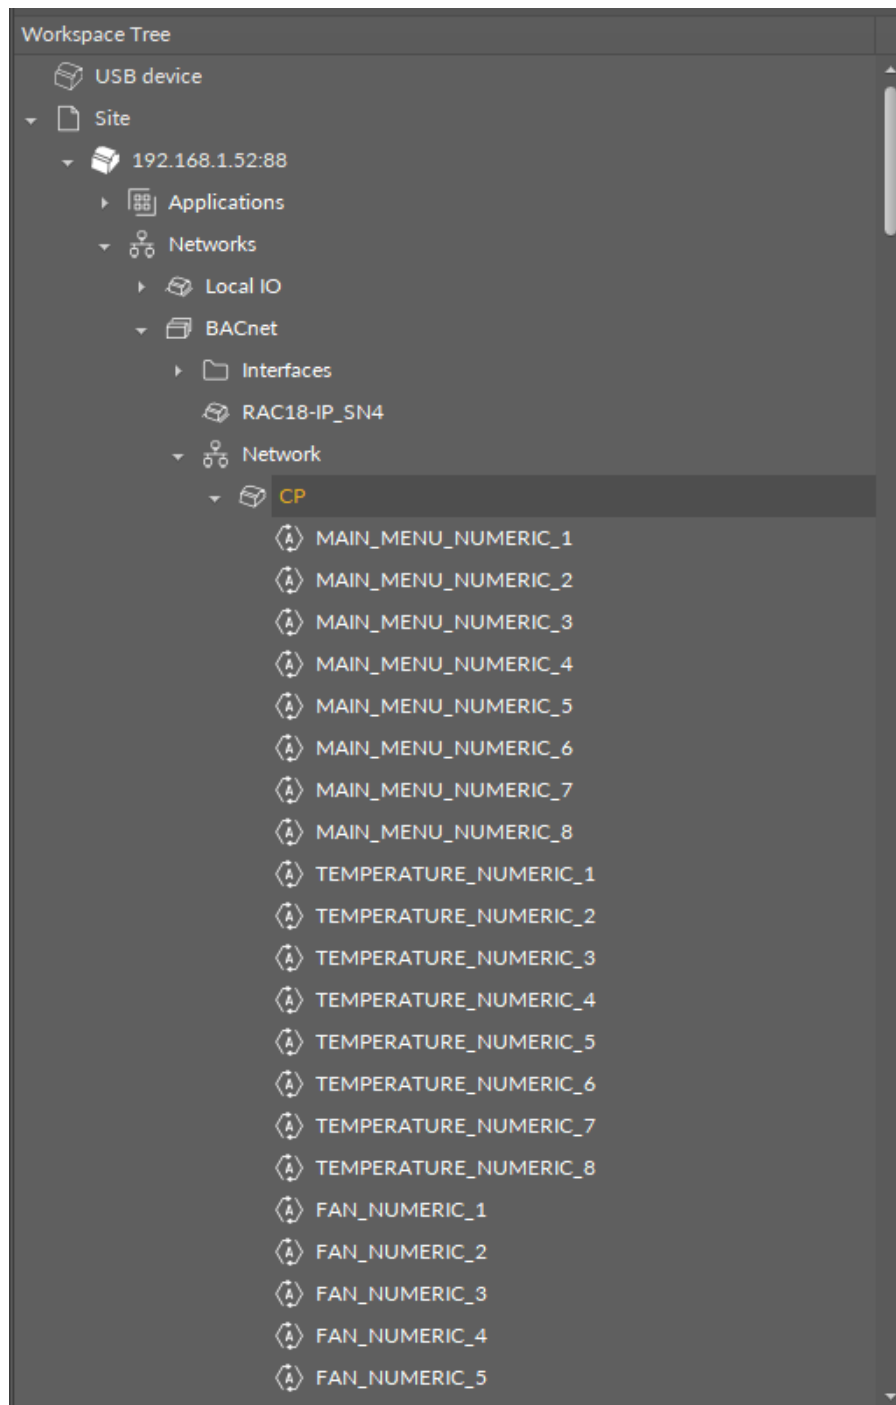 Workspace Tree
USB device
Site
192.168.1.52:88
Applications
Networks
Local IO
BACnet
Interfaces
RAC18-IP_SN4
Network
CP
MAIN_MENU_NUMERIC_1
MAIN_MENU_NUMERIC_2
MAIN_MENU_NUMERIC_3
MAIN_MENU_NUMERIC_4
MAIN_MENU_NUMERIC_5
MAIN_MENU_NUMERIC_6
MAIN_MENU_NUMERIC_7
MAIN_MENU_NUMERIC_8
TEMPERATURE_NUMERIC_1
TEMPERATURE_NUMERIC_2
TEMPERATURE_NUMERIC_3
TEMPERATURE_NUMERIC_4
TEMPERATURE_NUMERIC_5
TEMPERATURE_NUMERIC_6
TEMPERATURE_NUMERIC_7
TEMPERATURE_NUMERIC_8
FAN_NUMERIC_1
FAN_NUMERIC_2
FAN_NUMERIC_3
FAN_NUMERIC_4
FAN_NUMERIC_5